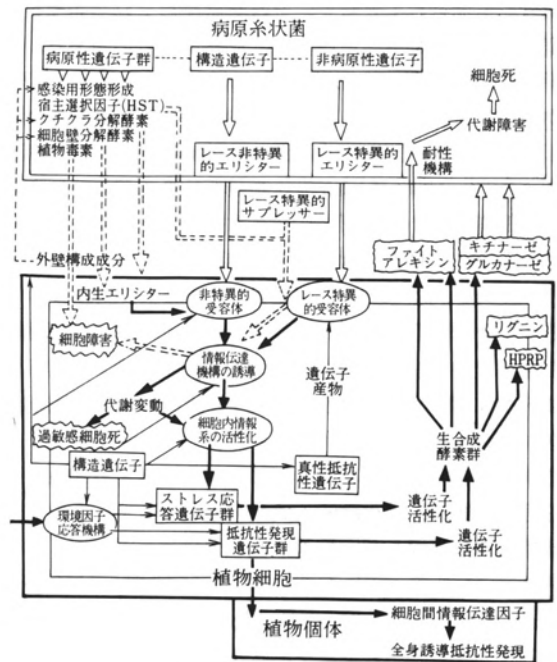 病原糸状菌
病原性遺伝子群
構造遺伝子
非病原性遺伝子
細胞死
感染用形態形成
宿主選択因子(HST)
クチクラ分解酵素
細胞壁分解酵素
植物毒素
代謝障害
レース非特異
的エリシター
レース特異的
エリシター
耐性
機構
レース特異的
サプレッサー
外壁構成成分
ファイト
アレキシン
キチナーゼ
グルカナーゼ
内生エリシター
非特異的
受容体
レース特異的
受容体
リグニン
細胞障害
情報伝達
機構の誘導
遺伝子
産物
HPRP
代謝変動
過敏感細胞死
細胞内情報
系の活性化
生合成
酵素群
構造遺伝子
真性抵抗
性遺伝子
ストレス応
答遺伝子群
遺伝子
活性化
環境因子
応答機構
抵抗性発現
遺伝子群
遺伝子
活性化
植物細胞
植物個体
細胞間情報伝達因子
全身誘導抵抗性発現